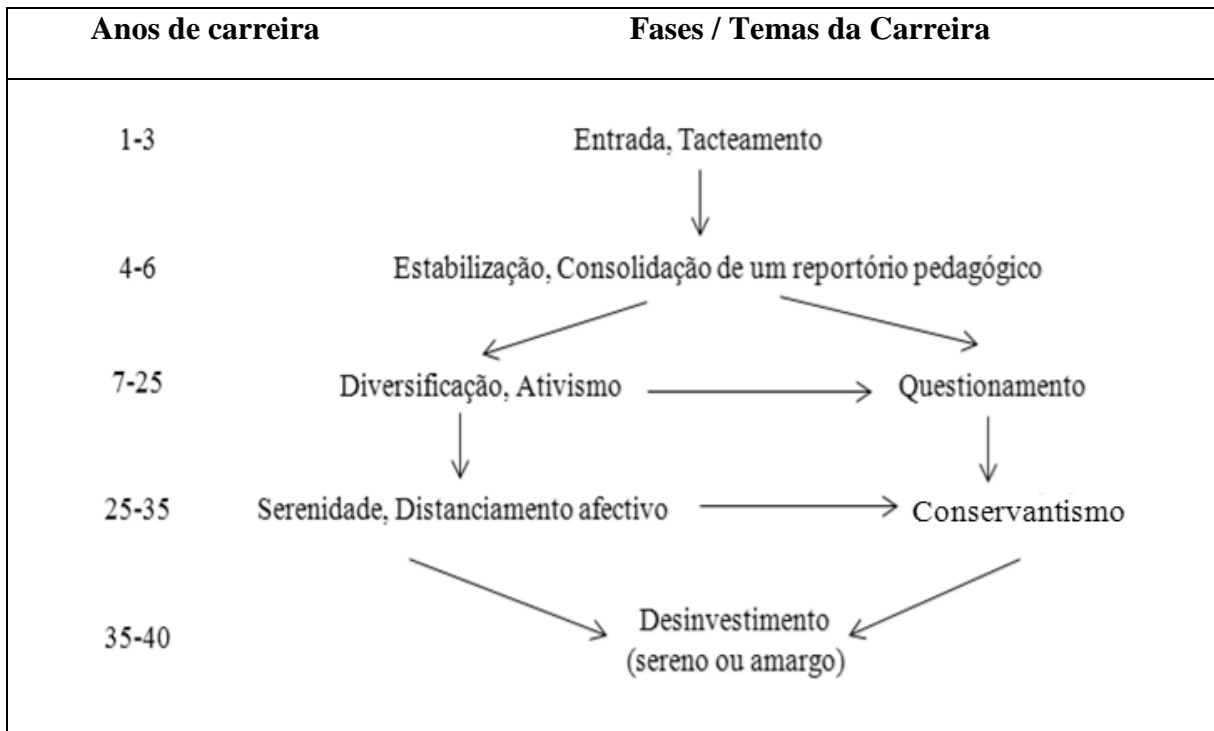 Anos de carreira Fases / Temas da Carreira
1-3 Entrada, Tacteamento
4-6 Estabilização, Consolidação de um reportório pedagógico
7-25 Diversificação, Ativismo Questionamento
25-35 Serenidade, Distanciamento afectivo Conservantismo
35-40 Desinvestimento
(sereno ou amargo)